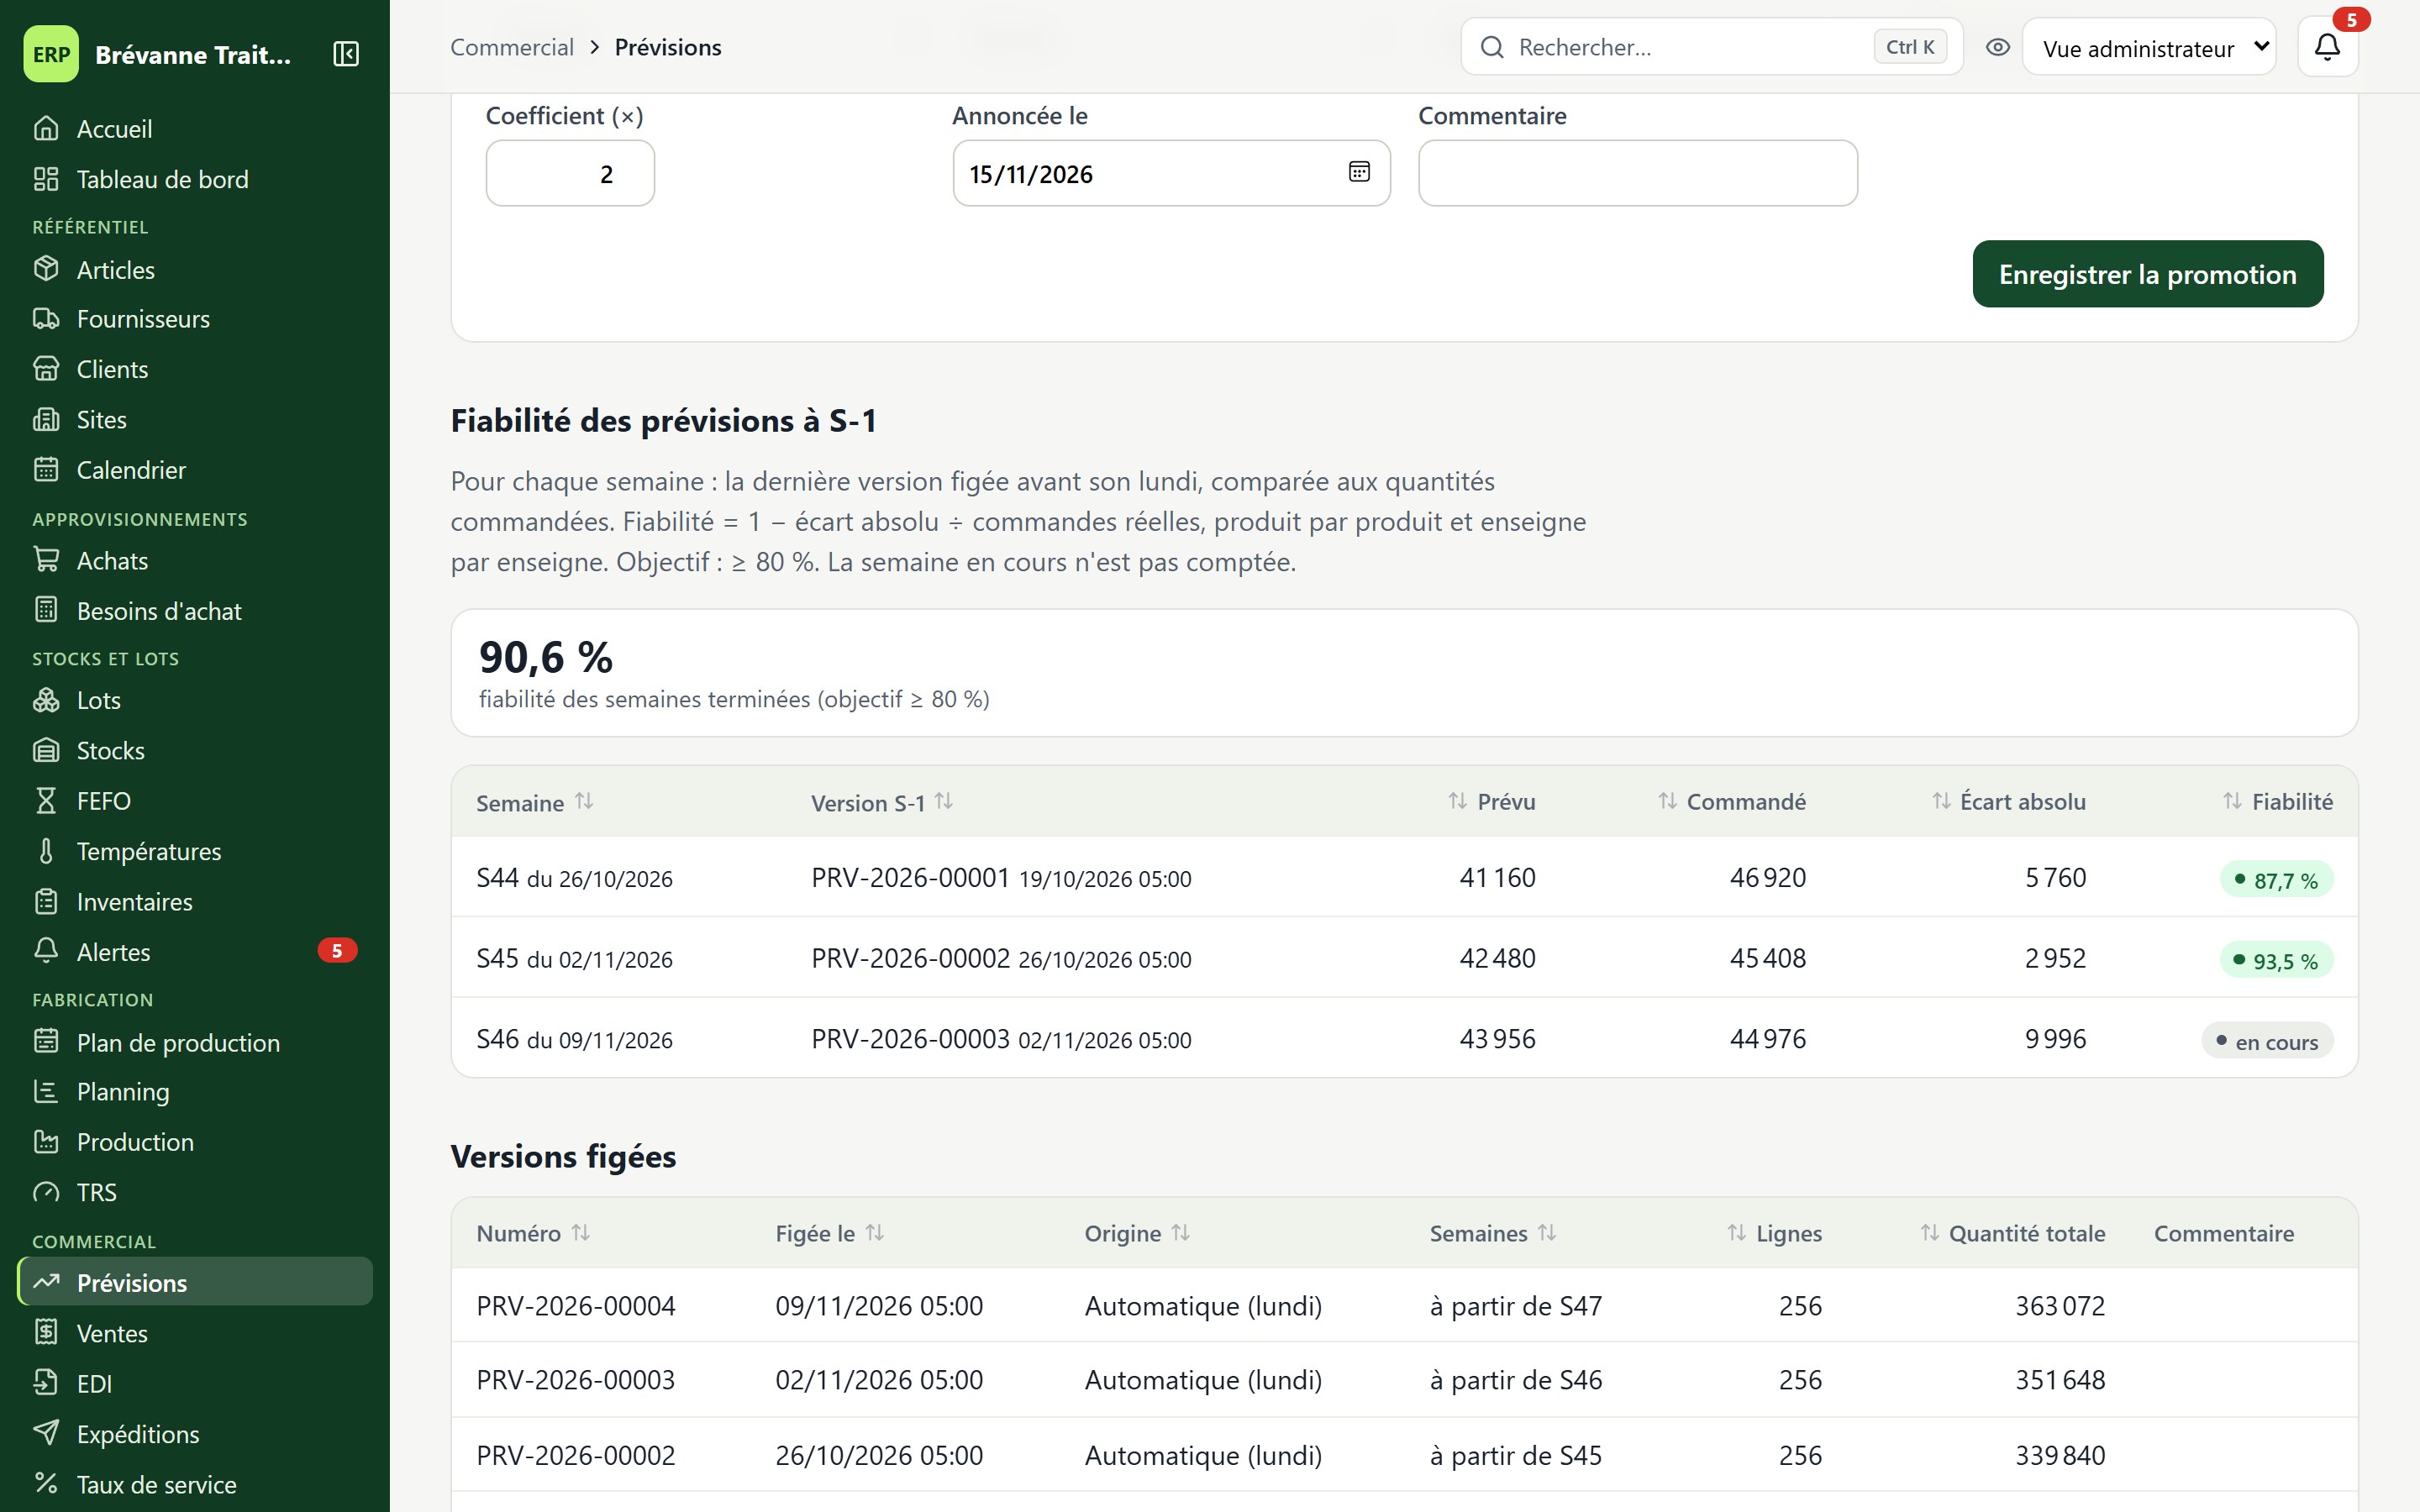 ERP Brévanne Trait...
Accueil
Tableau de bord
RÉFÉRENTIEL
Articles
Fournisseurs
Clients
Sites
Calendrier
APPROVISIONNEMENTS
Achats
Besoins d'achat
STOCKS ET LOTS
Lots
Stocks
FEFO
Températures
Inventaires
Alertes 5
FABRICATION
Plan de production
Planning
Production
TRS
COMMERCIAL
Prévisions
Ventes
EDI
Expéditions
Taux de service
Commercial > Prévisions
Rechercher... Ctrl K
Vue administrateur
5
Coefficient (×) Annoncée le Commentaire
2 15/11/2026
Enregistrer la promotion
Fiabilité des prévisions à S-1
Pour chaque semaine : la dernière version figée avant son lundi, comparée aux quantités
commandées. Fiabilité = 1 − écart absolu ÷ commandes réelles, produit par produit et enseigne
par enseigne. Objectif : ≥ 80 %. La semaine en cours n'est pas comptée.
90,6 %
fiabilité des semaines terminées (objectif ≥ 80 %)
Semaine Version S-1 Prévu Commandé Écart absolu Fiabilité
S44 du 26/10/2026 PRV-2026-00001 19/10/2026 05:00 41 160 46 920 5 760 87,7 %
S45 du 02/11/2026 PRV-2026-00002 26/10/2026 05:00 42 480 45 408 2 952 93,5 %
S46 du 09/11/2026 PRV-2026-00003 02/11/2026 05:00 43 956 44 976 9 996 en cours
Versions figées
Numéro Figée le Origine Semaines Lignes Quantité totale Commentaire
PRV-2026-00004 09/11/2026 05:00 Automatique (lundi) à partir de S47 256 363 072
PRV-2026-00003 02/11/2026 05:00 Automatique (lundi) à partir de S46 256 351 648
PRV-2026-00002 26/10/2026 05:00 Automatique (lundi) à partir de S45 256 339 840